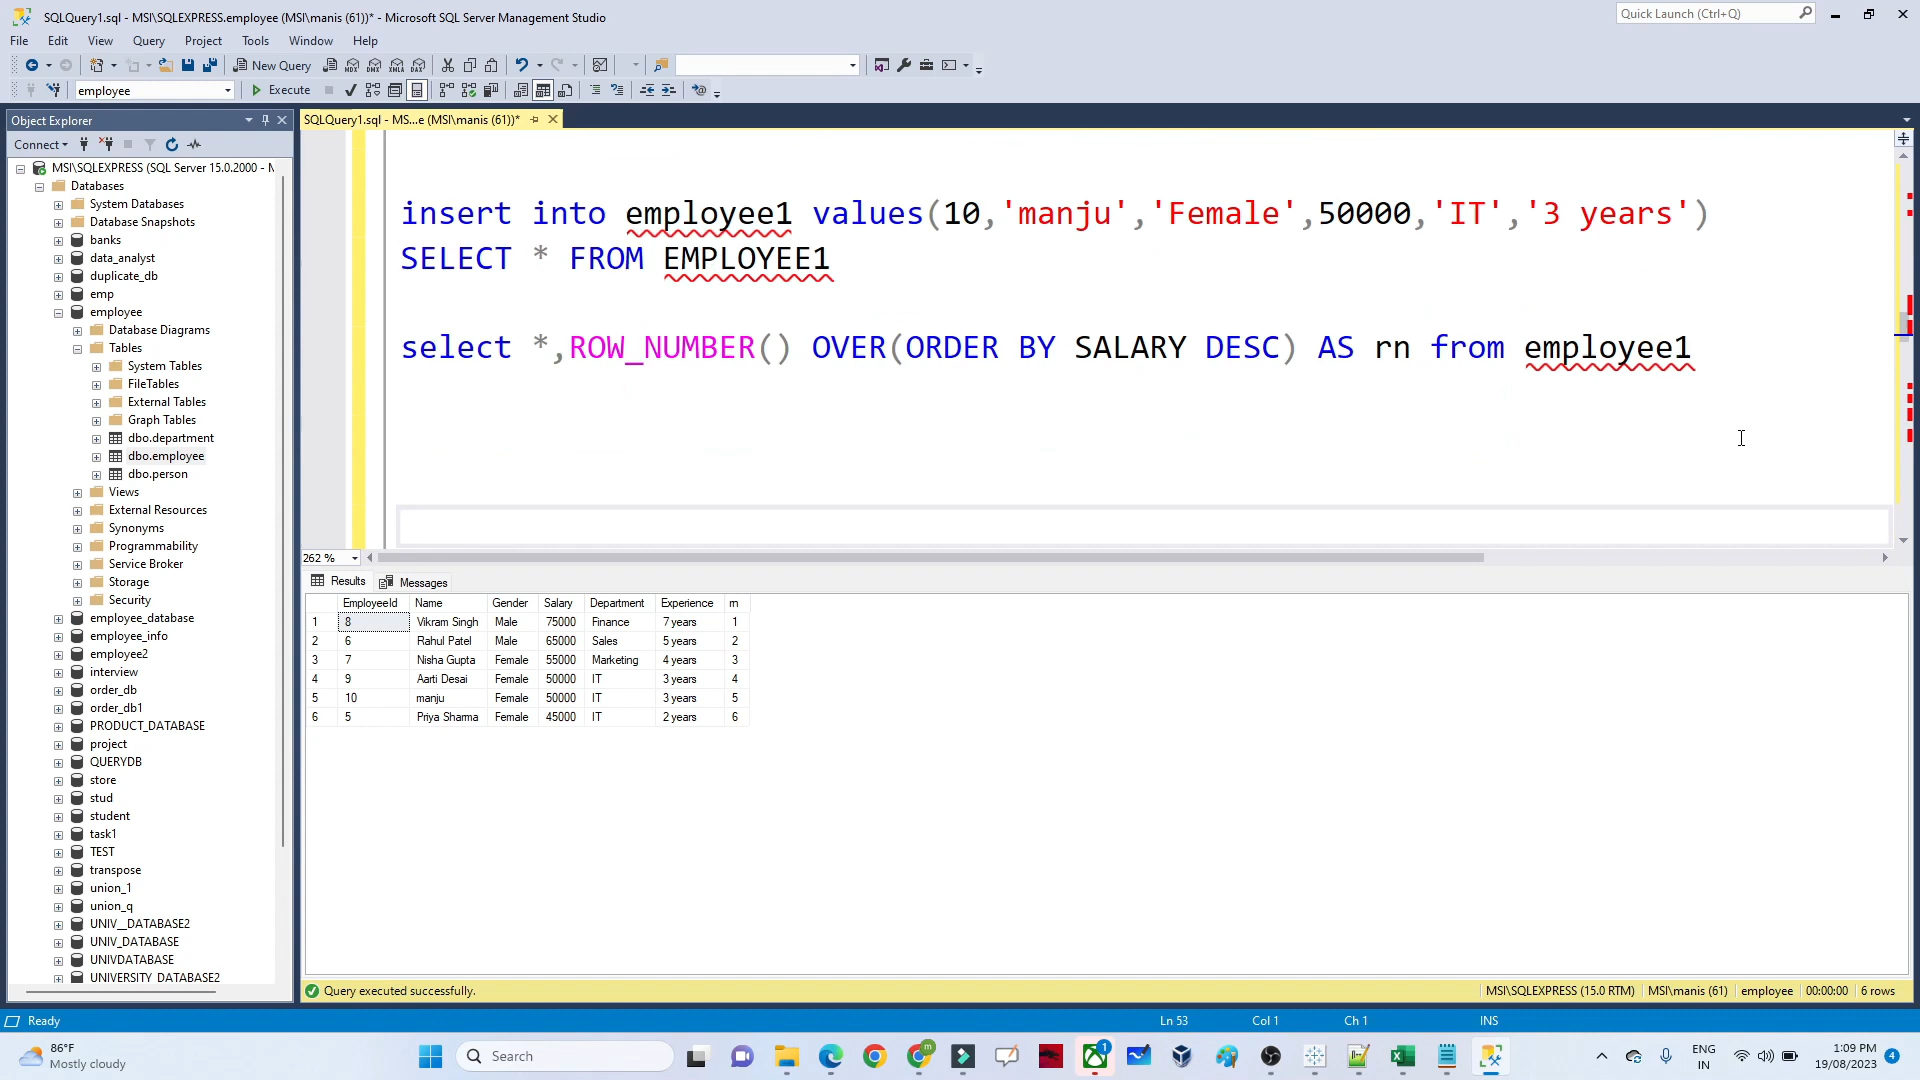 SQLQuery1.sql - MSI\SQLEXPRESS.employee (MSI\manis (61))* - Microsoft SQL Server Management Studio
Quick Launch (Ctrl+Q)
File Edit View Query Project Tools Window Help
New Query
MDX DMX XMLA DAX
employee
Execute
Object Explorer
SQLQuery1.sql - MS...e (MSI\manis (61))*
Connect
MSI\SQLEXPRESS (SQL Server 15.0.2000 -
Databases
System Databases
Database Snapshots
banks
data_analyst
duplicate_db
emp
employee
Database Diagrams
Tables
System Tables
FileTables
External Tables
Graph Tables
dbo.department
dbo.employee
dbo.person
Views
External Resources
Synonyms
Programmability
Service Broker
Storage
Security
employee_database
employee_info
employee2
interview
order_db
order_db1
PRODUCT_DATABASE
project
QUERYDB
store
stud
student
task1
TEST
transpose
union_1
union_q
UNIV__DATABASE2
UNIV_DATABASE
UNIVDATABASE
UNIVERSITY_DATABASE2
insert into employee1 values(10,'manju','Female',50000,'IT','3 years')
SELECT * FROM EMPLOYEE1
select *,ROW_NUMBER() OVER(ORDER BY SALARY DESC) AS rn from employee1
262 %
Results Messages
EmployeeId Name Gender Salary Department Experience rn
1 8 Vikram Singh Male 75000 Finance 7 years 1
2 6 Rahul Patel Male 65000 Sales 5 years 2
3 7 Nisha Gupta Female 55000 Marketing 4 years 3
4 9 Aarti Desai Female 50000 IT 3 years 4
5 10 manju Female 50000 IT 3 years 5
6 5 Priya Sharma Female 45000 IT 2 years 6
Query executed successfully.
MSI\SQLEXPRESS (15.0 RTM) MSI\manis (61) employee 00:00:00 6 rows
Ready
Ln 53 Col 1 Ch 1 INS
86°F
Mostly cloudy
Search
m
1
ENG
IN
1:09 PM
19/08/2023
4